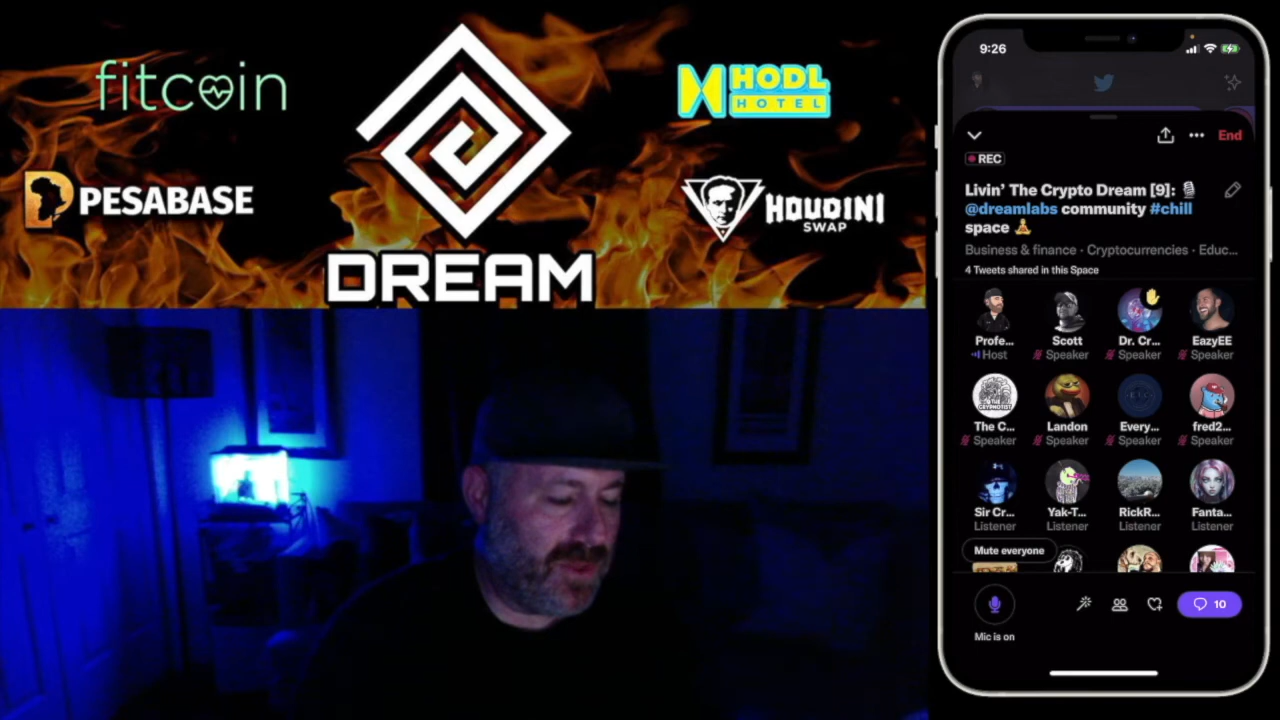 fitcoin
PESABASE
DREAM
HODL
HOTEL
HOUDINI
SWAP
9:26
End
REC
Livin’ The Crypto Dream [9]: 🎙️
@dreamlabs community #chill
space 🧘
Business & finance · Cryptocurrencies · Educ...
4 Tweets shared in this Space
Profe... Scott Dr. Cr... EazyEE
Host Speaker Speaker Speaker
THE
CRYPNOTIST
The C... Landon Every... fred2...
Speaker Speaker Speaker Speaker
Sir Cr... Yak-T... RickR... Fanta...
Listener Listener Listener Listener
Mute everyone
10
Mic is on